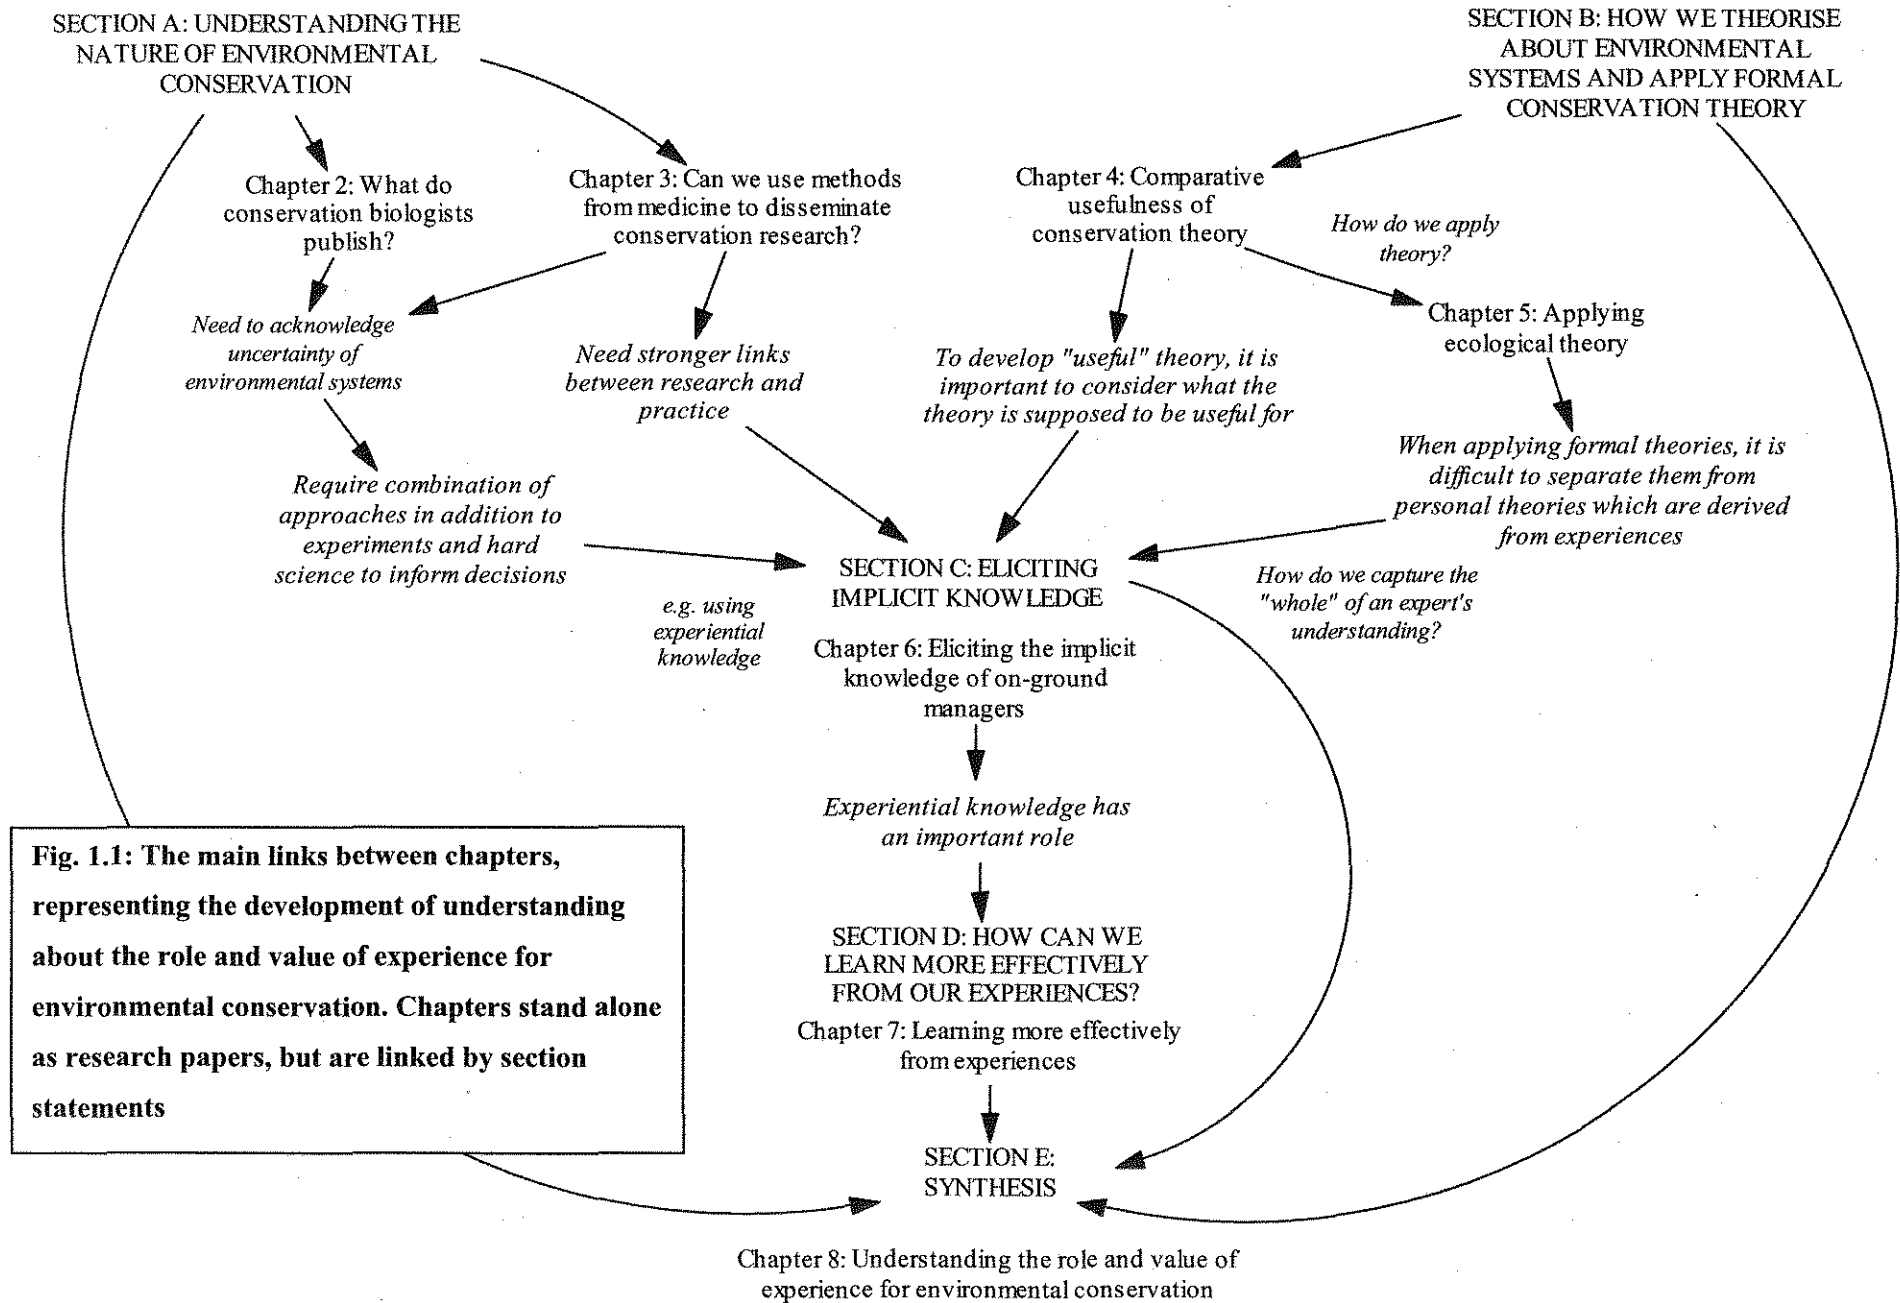 SECTION A: UNDERSTANDING THE
NATURE OF ENVIRONMENTAL
CONSERVATION
SECTION B: HOW WE THEORISE
ABOUT ENVIRONMENTAL
SYSTEMS AND APPLY FORMAL
CONSERVATION THEORY
Chapter 2: What do
conservation biologists
publish?
Chapter 3: Can we use methods
from medicine to disseminate
conservation research?
Chapter 4: Comparative
usefulness of
conservation theory
How do we apply
theory?
Chapter 5: Applying
ecological theory
Need to acknowledge
uncertainty of
environmental systems
Need stronger links
between research and
practice
To develop "useful" theory, it is
important to consider what the
theory is supposed to be useful for
When applying formal theories, it is
difficult to separate them from
personal theories which are derived
from experiences
Require combination of
approaches in addition to
experiments and hard
science to inform decisions
e.g. using
experiential
knowledge
SECTION C: ELICITING
IMPLICIT KNOWLEDGE
How do we capture the
"whole" of an expert's
understanding?
Chapter 6: Eliciting the implicit
knowledge of on-ground
managers
Experiential knowledge has
an important role
SECTION D: HOW CAN WE
LEARN MORE EFFECTIVELY
FROM OUR EXPERIENCES?
Chapter 7: Learning more effectively
from experiences
Fig. 1.1: The main links between chapters,
representing the development of understanding
about the role and value of experience for
environmental conservation. Chapters stand alone
as research papers, but are linked by section
statements
SECTION E:
SYNTHESIS
Chapter 8: Understanding the role and value of
experience for environmental conservation